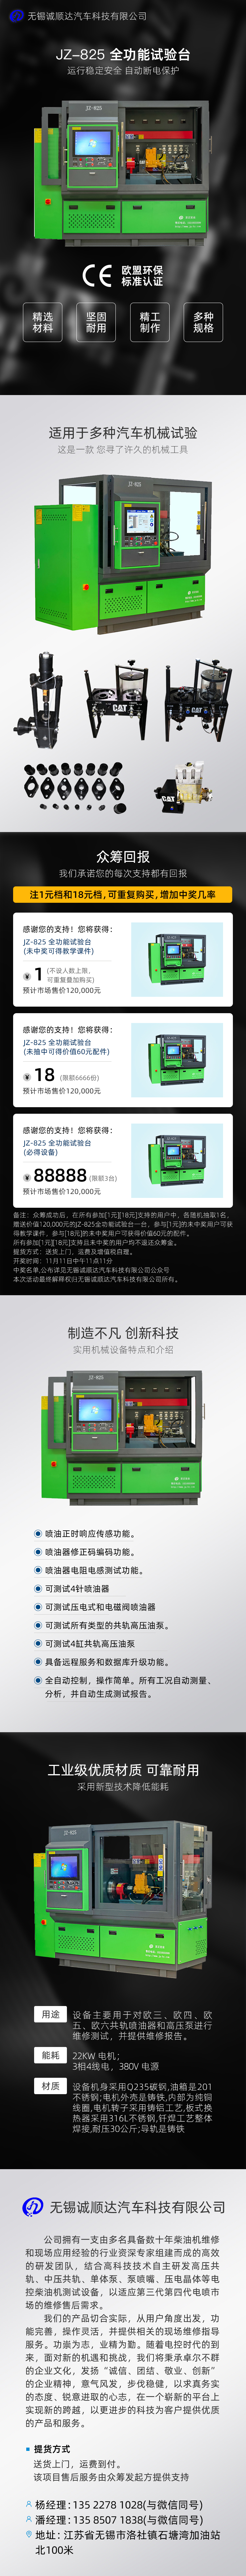 无锡诚顺达汽车科技有限公司
JZ-825 全功能试验台
运行稳定安全 自动断电保护
JZ-825
CE
欧盟环保
标准认证
精选
材料
坚固
耐用
精工
制作
多种
规格
适用于多种汽车机械试验
这是一款 您寻了许久的机械工具
JZ-825
CAT
CAT
众筹回报
我们承诺您的每次支持都有回报
注1元档和18元档,可重复购买,增加中奖几率
感谢您的支持！您将获得：
JZ-825 全功能试验台
(未中奖可得教学课件)
¥ 1 (不设人数上限，
可重复叠加购买)
预计市场售价120,000元
感谢您的支持！您将获得：
JZ-825 全功能试验台
(未抽中可得价值60元配件)
¥ 18 (限额6666份)
预计市场售价120,000元
感谢您的支持！您将获得：
JZ-825 全功能试验台
(必得设备)
¥ 88888 (限额3台)
预计市场售价120,000元
备注：众筹成功后，在所有参加[1元][18元]支持的用户中，各随机抽取1名，
赠送价值120,000元的JZ-825全功能试验台一台，参与[1元]的未中奖用户可获
得教学课件，参与[18元]的未中奖用户可获得价值60元的配件。
所有参加[1元][18元]支持且未中奖的用户均不退还众筹金。
提货方式：送货上门，运费及增值税自理。
开奖时间：11月11日中午11点11分
中奖名单,公布详见无锡诚顺达汽车科技有限公司公众号
本次活动最终解释权归无锡诚顺达汽车科技有限公司所有。
制造不凡 创新科技
实用机械设备特点和介绍
JZ-825
喷油正时响应传感功能。
喷油器修正码编码功能。
喷油器电阻电感测试功能。
可测试4针喷油器
可测试压电式和电磁阀喷油器
可测试所有类型的共轨高压油泵。
可测试4缸共轨高压油泵
具备远程服务和数据库升级功能。
全自动控制，操作简单。所有工况自动测量、
分析，并自动生成测试报告。
工业级优质材质 可靠耐用
采用新型技术降低能耗
JZ-825
用途
设备主要用于对欧三、欧四、欧
五、欧六共轨喷油器和高压泵进行
维修测试，并提供维修报告。
能耗
22KW 电机；
3相4线电，380V 电源
材质
设备机身采用Q235碳钢,油箱是201
不锈钢;电机外壳是铸铁,内部为纯铜
线圈,电机转子采用铸铝工艺,板式换
热器采用316L不锈钢,钎焊工艺整体
焊接,耐压30公斤;导轨是铸铁
无锡诚顺达汽车科技有限公司
公司拥有一支由多名具备数十年柴油机维修
和现场应用经验的行业资深专家组建而成的高效
的研发团队，结合高科技技术自主研发高压共
轨、中压共轨、单体泵、泵喷嘴、压电晶体等电
控柴油机测试设备，以适应第三代第四代电喷市
场的维修售后需求。
我们的产品切合实际，从用户角度出发，功
能完善，操作灵活，并提供相关的现场维修指导
服务。功崇为志，业精为勤。随着电控时代的到
来，面对新的机遇和挑战，我们将秉承卓尔不群
的企业文化，发扬“诚信、团结、敬业、创新”
的企业精神，意气风发，步伐稳健，以求真务实
的态度、锐意进取的心志，在一个崭新的平台上
实现新的跨越，以更进步的科技为客户提供优质
的产品和服务。
提货方式
送货上门，运费到付。
该项目售后服务由众筹发起方提供支持
杨经理：135 2278 1028(与微信同号)
潘经理：135 8507 1838(与微信同号)
地址：江苏省无锡市洛社镇石塘湾加油站
北100米